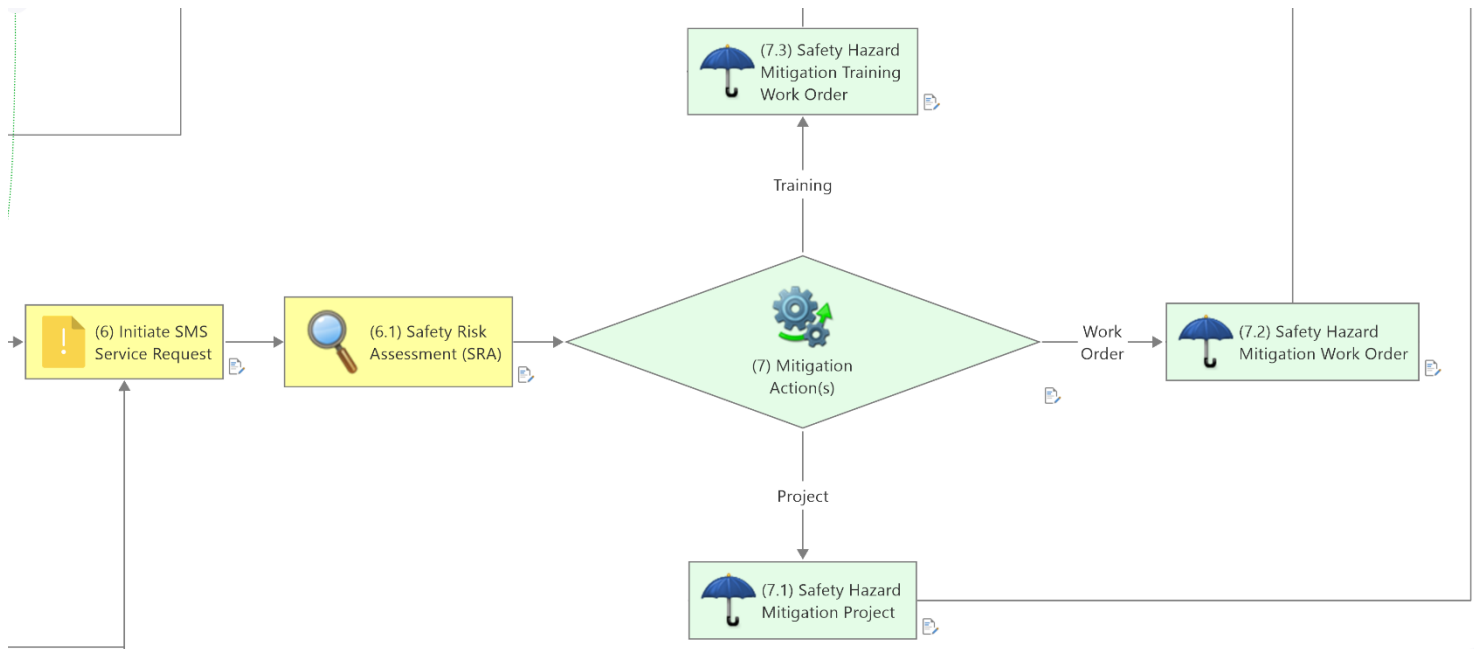 (7.3) Safety Hazard
Mitigation Training
Work Order
Training
(6) Initiate SMS
Service Request
(6.1) Safety Risk
Assessment (SRA)
(7) Mitigation
Action(s)
Work
Order
(7.2) Safety Hazard
Mitigation Work Order
Project
(7.1) Safety Hazard
Mitigation Project